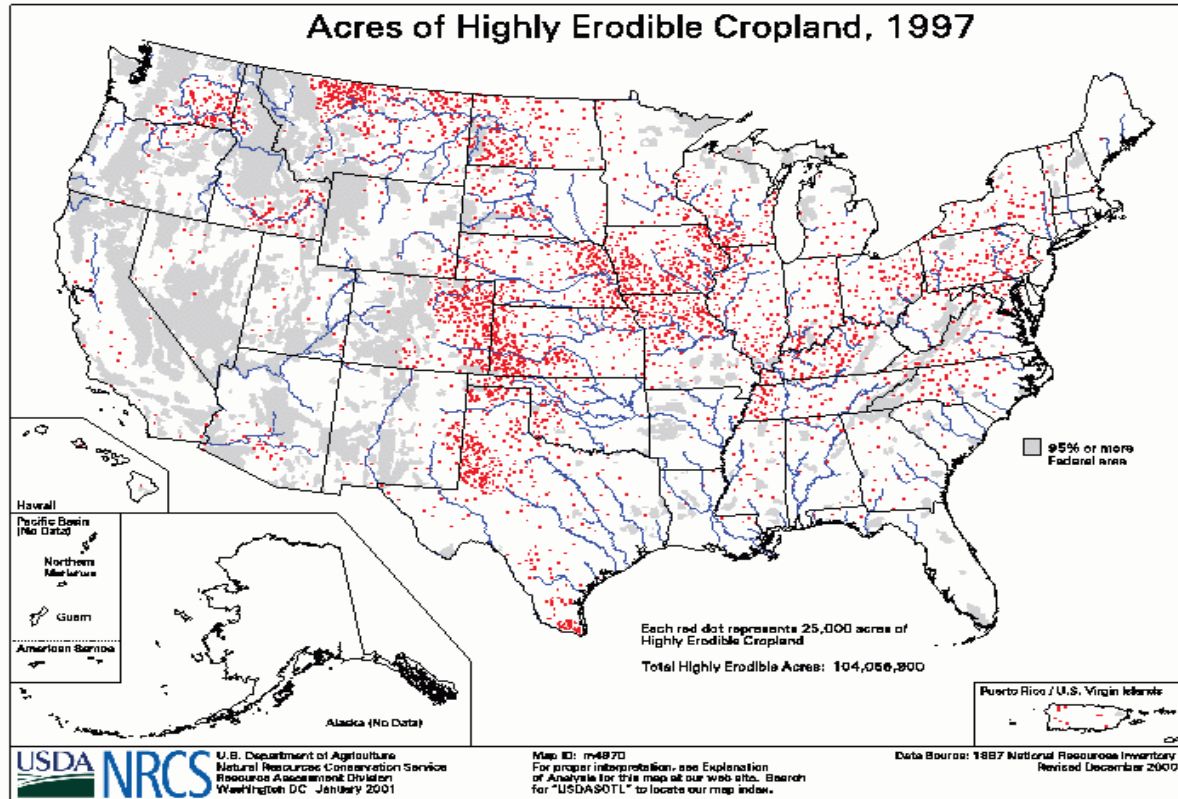 Acres of Highly Erodible Cropland, 1997
95% or more
Federal area
Hawaii
Pacific Basin
(No Data)
Northern
Marianas
Guam
American Samoa
Alaska (No Data)
Each red dot represents 25,000 acres of
Highly Erodible Cropland
Total Highly Erodible Acres:
Puerto Rico / U.S. Virgin Islands
USDA
NRCS
U.S. Department of Agriculture
Natural Resources Conservation Service
Resource Assessment Division
Washington DC January 2001
Map ID: m4970
For proper interpretation, see Explanation
of Analysis for this map at our web site. Search
for "USDASOTL" to locate our map index.
Data Source: 1997 National Resources Inventory
Revised December 2000